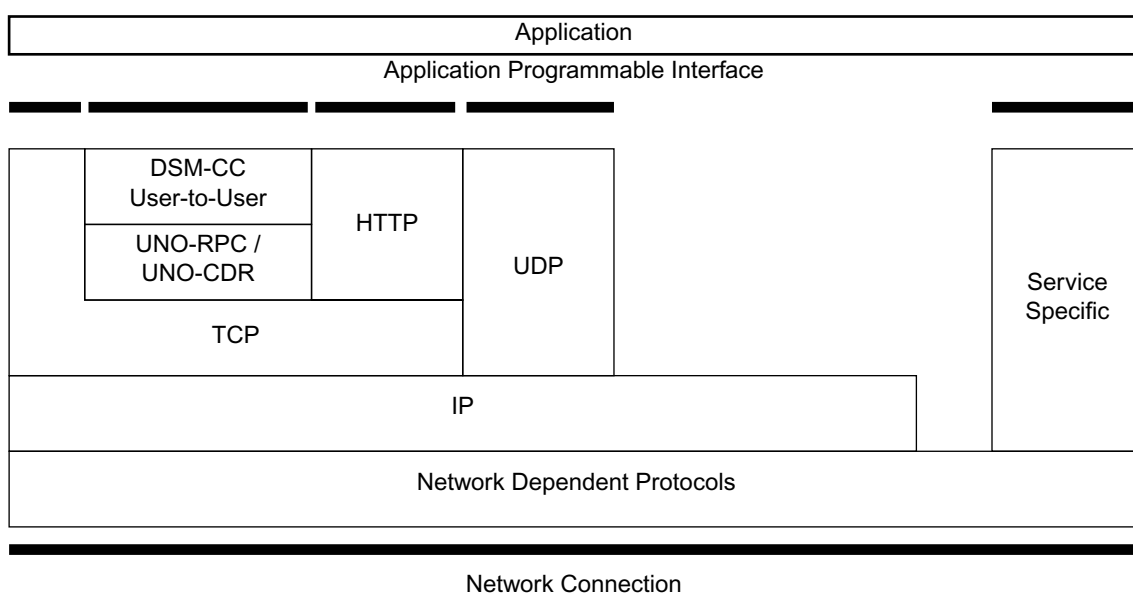 Application
Application Programmable Interface
DSM-CC
User-to-User
UNO-RPC /
UNO-CDR
HTTP
UDP
Service
Specific
TCP
IP
Network Dependent Protocols
Network Connection